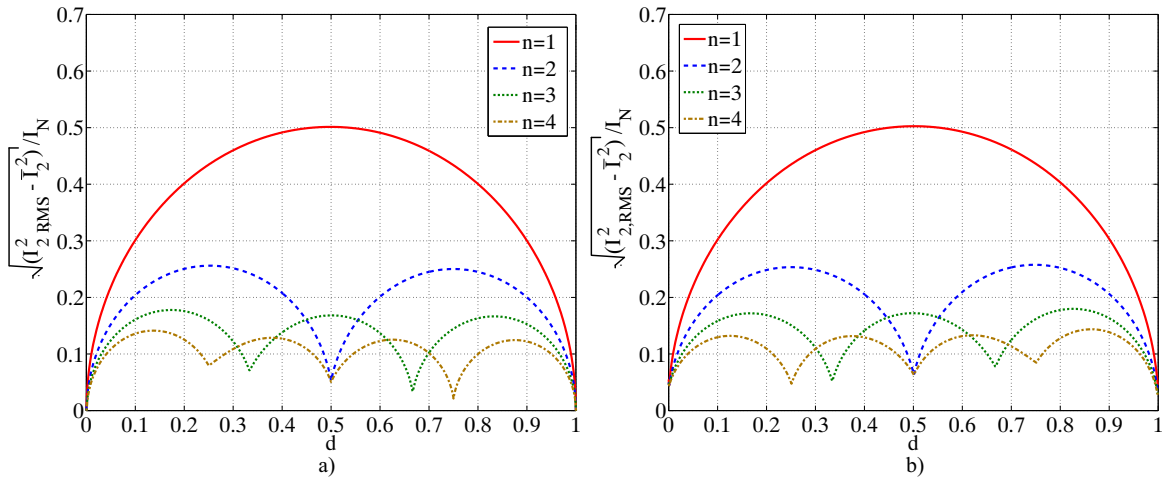 0.7
0.6
0.5
0.4
0.3
0.2
0.1
0
√(I²₂ RMS - Ī₂²) / I_N
n=1
n=2
n=3
n=4
0 0.1 0.2 0.3 0.4 0.5 0.6 0.7 0.8 0.9 1
d
a)
0.7
0.6
0.5
0.4
0.3
0.2
0.1
0
√(I²₂,RMS - Ī₂²) / I_N
n=1
n=2
n=3
n=4
0 0.1 0.2 0.3 0.4 0.5 0.6 0.7 0.8 0.9 1
d
b)